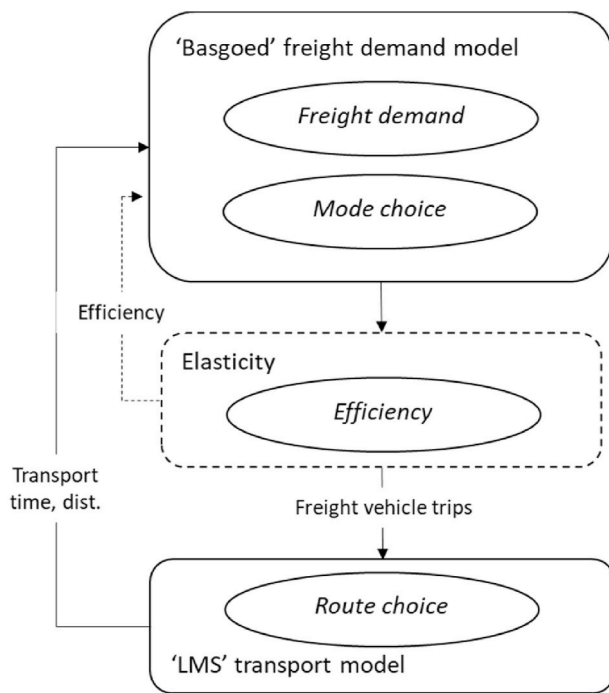 ‘Basgoed’ freight demand model
Freight demand
Mode choice
Efficiency
Elasticity
Efficiency
Transport
time, dist.
Freight vehicle trips
Route choice
‘LMS’ transport model